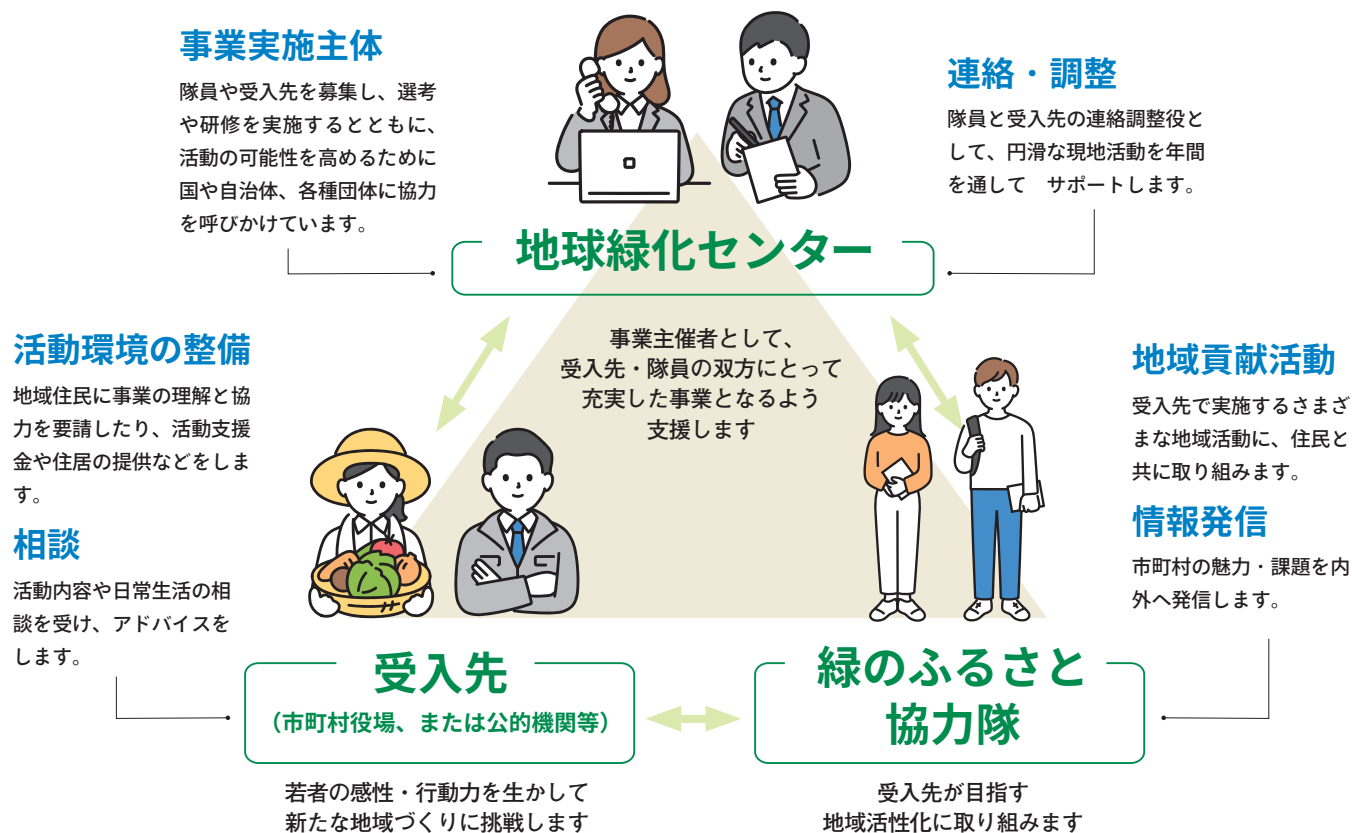 事業実施主体
隊員や受入先を募集し、選考
や研修を実施するとともに、
活動の可能性を高めるために
国や自治体、各種団体に協力
を呼びかけています。
連絡・調整
隊員と受入先の連絡調整役と
して、円滑な現地活動を年間
を通して　サポートします。
地球緑化センター
事業主催者として、
受入先・隊員の双方にとって
充実した事業となるよう
支援します
活動環境の整備
地域住民に事業の理解と協
力を要請したり、活動支援
金や住居の提供などをしま
す。
相談
活動内容や日常生活の相
談を受け、アドバイスを
します。
地域貢献活動
受入先で実施するさまざ
まな地域活動に、住民と
共に取り組みます。
情報発信
市町村の魅力・課題を内
外へ発信します。
受入先
（市町村役場、または公的機関等）
若者の感性・行動力を生かして
新たな地域づくりに挑戦します
緑のふるさと
協力隊
受入先が目指す
地域活性化に取り組みます